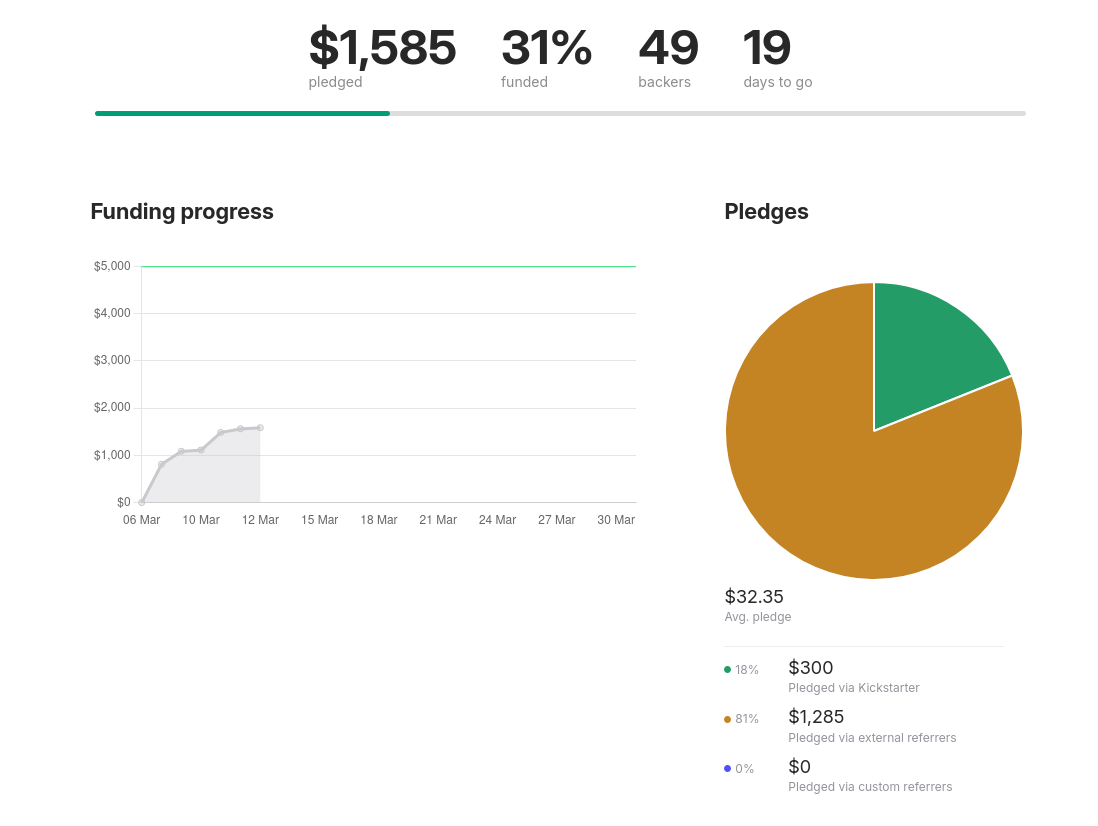 $1,585 31% 49 19
pledged funded backers days to go
Funding progress
$5,000
$4,000
$3,000
$2,000
$1,000
$0
06 Mar 10 Mar 12 Mar 15 Mar 18 Mar 21 Mar 24 Mar 27 Mar 30 Mar
Pledges
$32.35
Avg. pledge
18% $300
Pledged via Kickstarter
81% $1,285
Pledged via external referrers
0% $0
Pledged via custom referrers